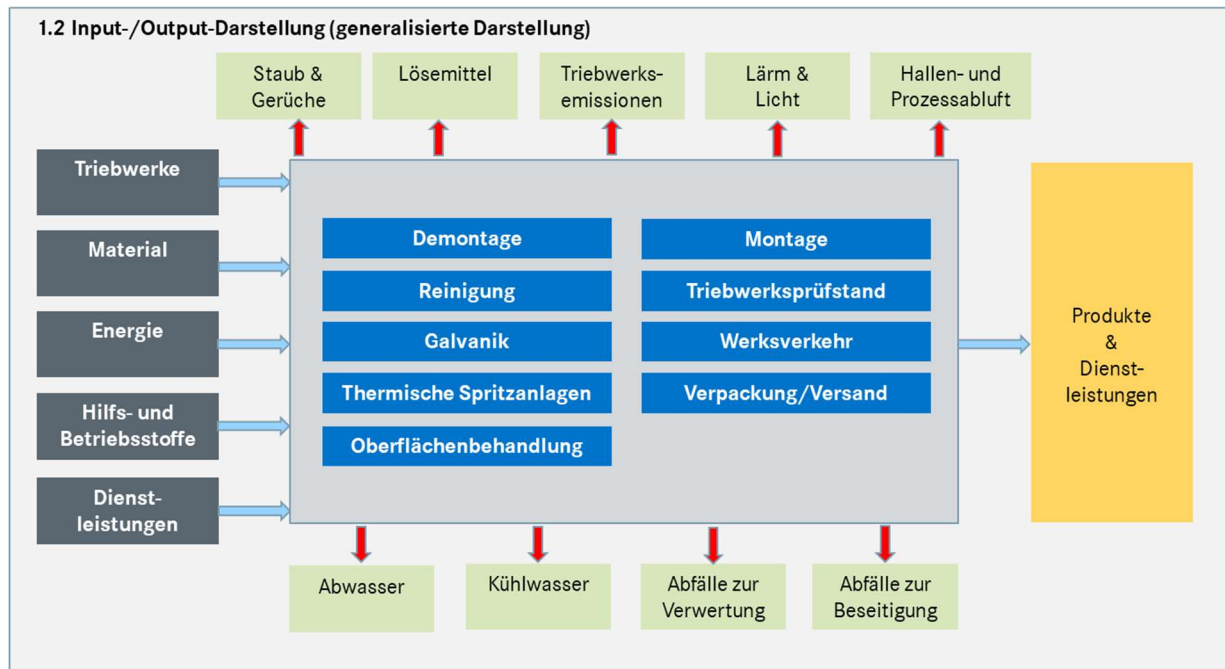 1.2 Input-/Output-Darstellung (generalisierte Darstellung)
Staub &
Gerüche
Lösemittel
Triebwerks-
emissionen
Lärm &
Licht
Hallen- und
Prozessabluft
Triebwerke
Material
Energie
Hilfs- und
Betriebsstoffe
Dienst-
leistungen
Demontage
Reinigung
Galvanik
Thermische Spritzanlagen
Oberflächenbehandlung
Montage
Triebwerksprüfstand
Werksverkehr
Verpackung/Versand
Produkte
&
Dienst-
leistungen
Abwasser
Kühlwasser
Abfälle zur
Verwertung
Abfälle zur
Beseitigung